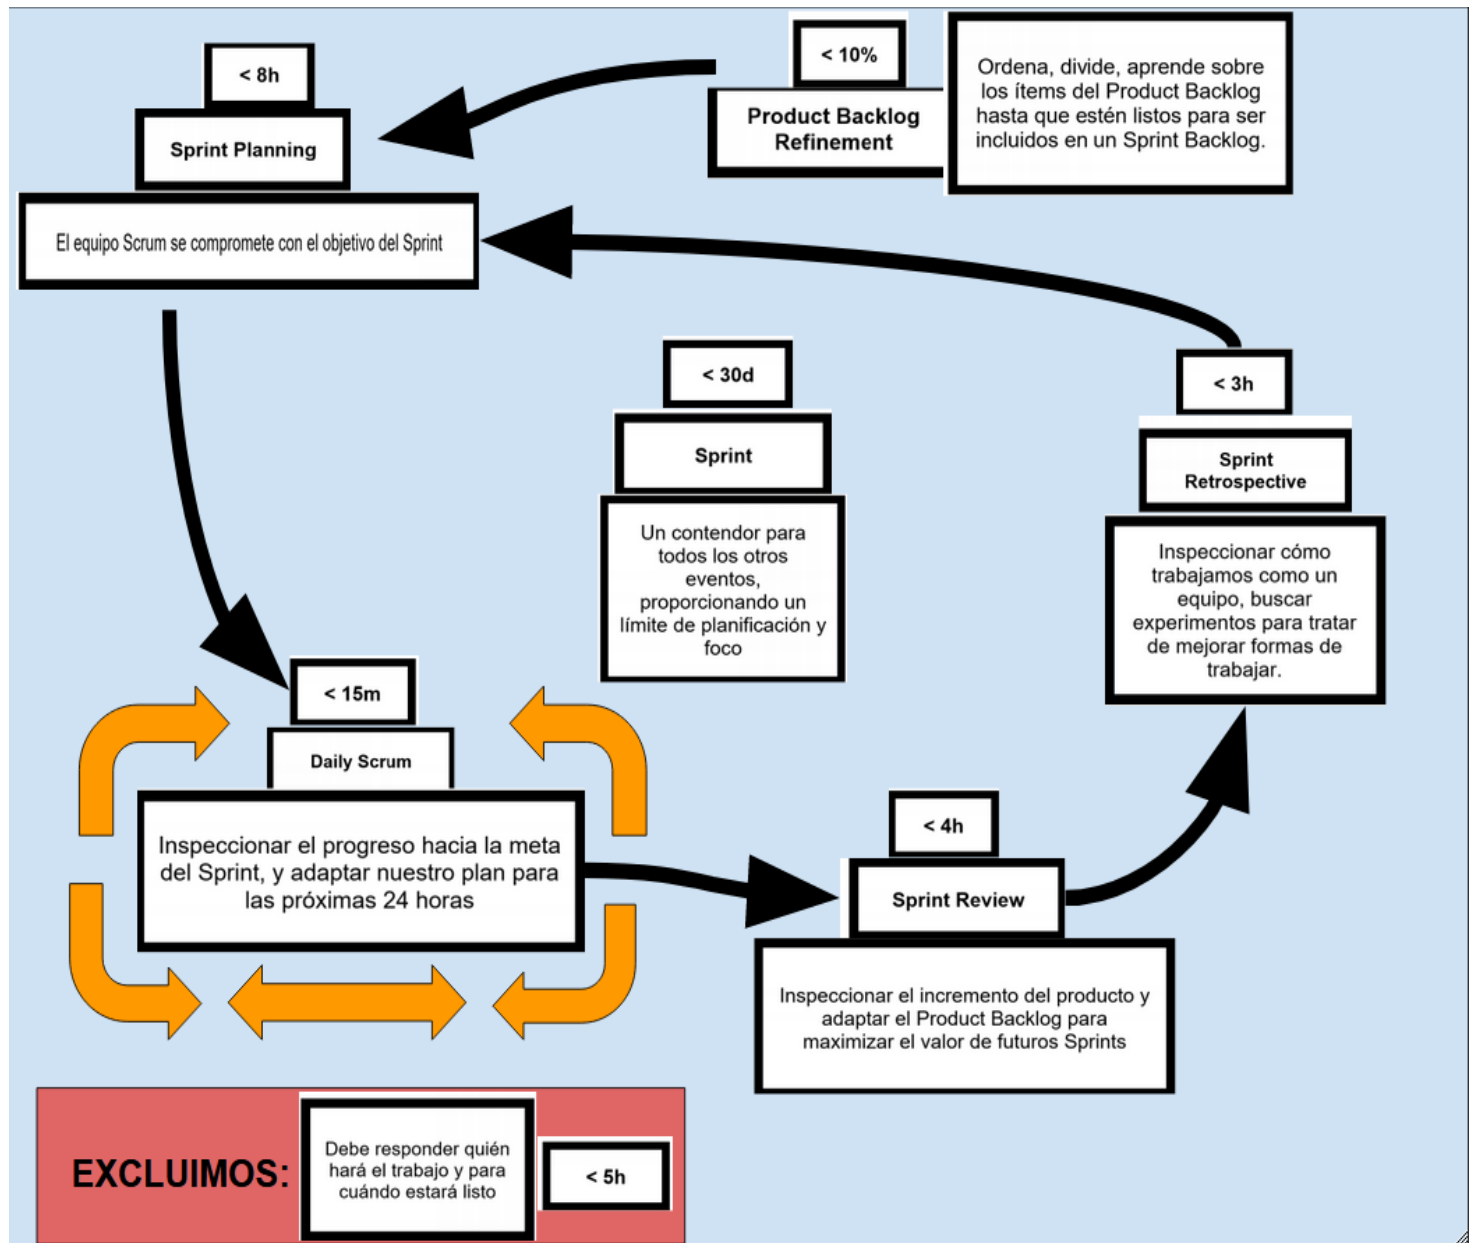 < 8h
Sprint Planning
El equipo Scrum se compromete con el objetivo del Sprint
< 10%
Product Backlog
Refinement
Ordena, divide, aprende sobre
los ítems del Product Backlog
hasta que estén listos para ser
incluidos en un Sprint Backlog.
< 30d
Sprint
Un contendor para
todos los otros
eventos,
proporcionando un
límite de planificación y
foco
< 3h
Sprint
Retrospective
Inspeccionar cómo
trabajamos como un
equipo, buscar
experimentos para tratar
de mejorar formas de
trabajar.
< 15m
Daily Scrum
Inspeccionar el progreso hacia la meta
del Sprint, y adaptar nuestro plan para
las próximas 24 horas
< 4h
Sprint Review
Inspeccionar el incremento del producto y
adaptar el Product Backlog para
maximizar el valor de futuros Sprints
EXCLUIMOS:
Debe responder quién
hará el trabajo y para
cuándo estará listo
< 5h